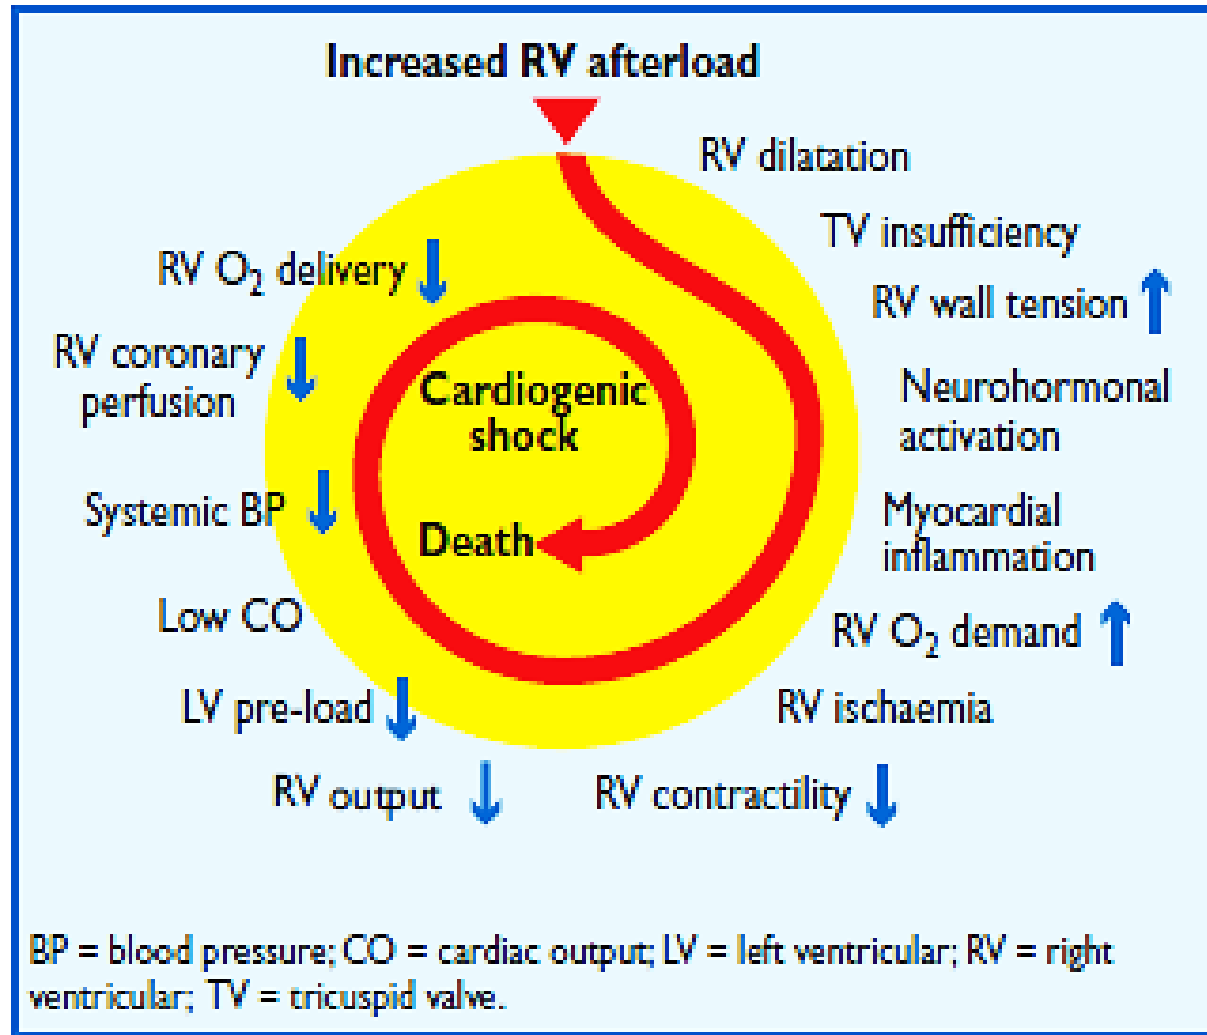 Increased RV afterload
RV dilatation
TV insufficiency
RV wall tension
Neurohormonal
activation
Myocardial
inflammation
RV O₂ demand
RV ischaemia
RV contractility
RV output
LV pre-load
Low CO
Systemic BP
RV coronary
perfusion
RV O₂ delivery
Cardiogenic
shock
Death
BP = blood pressure; CO = cardiac output; LV = left ventricular; RV = right
ventricular; TV = tricuspid valve.